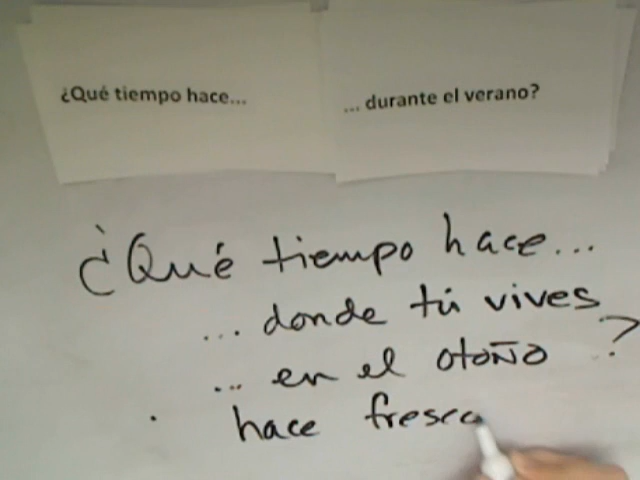 ¿Qué tiempo hace...
... durante el verano?
¿Qué tiempo hace...
... donde tú vives
... en el otoño ?
. hace fresco